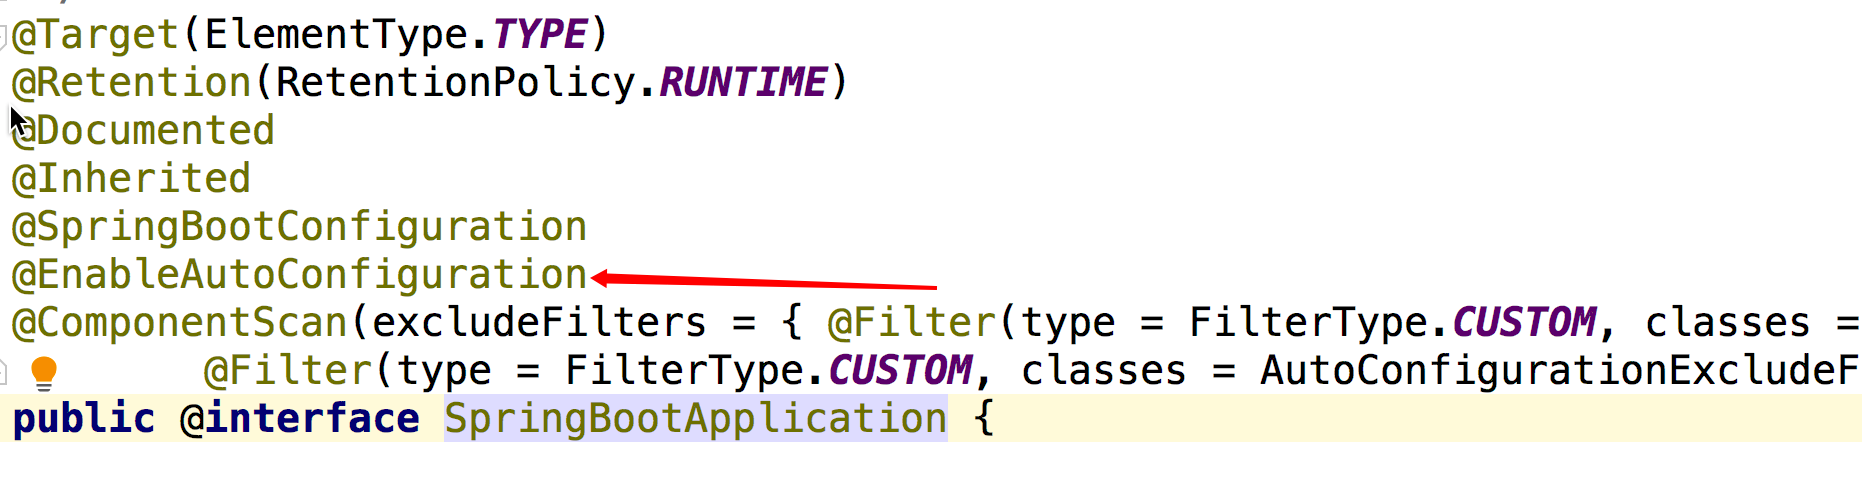 @Target(ElementType.TYPE)
@Retention(RetentionPolicy.RUNTIME)
@Documented
@Inherited
@SpringBootConfiguration
@EnableAutoConfiguration
@ComponentScan(excludeFilters = { @Filter(type = FilterType.CUSTOM, classes =
@Filter(type = FilterType.CUSTOM, classes = AutoConfigurationExcludeF
public @interface SpringBootApplication {